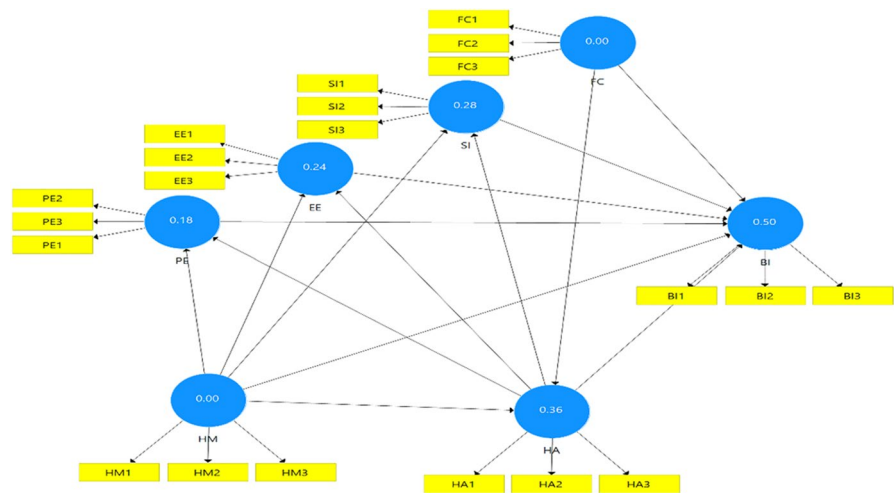 FC1
FC2
FC3
0.00
FC
SI1
SI2
SI3
0.28
SI
EE1
EE2
EE3
0.24
EE
PE2
PE3
PE1
0.18
PE
0.50
BI
BI1
BI2
BI3
0.00
HM
HM1
HM2
HM3
0.36
HA
HA1
HA2
HA3